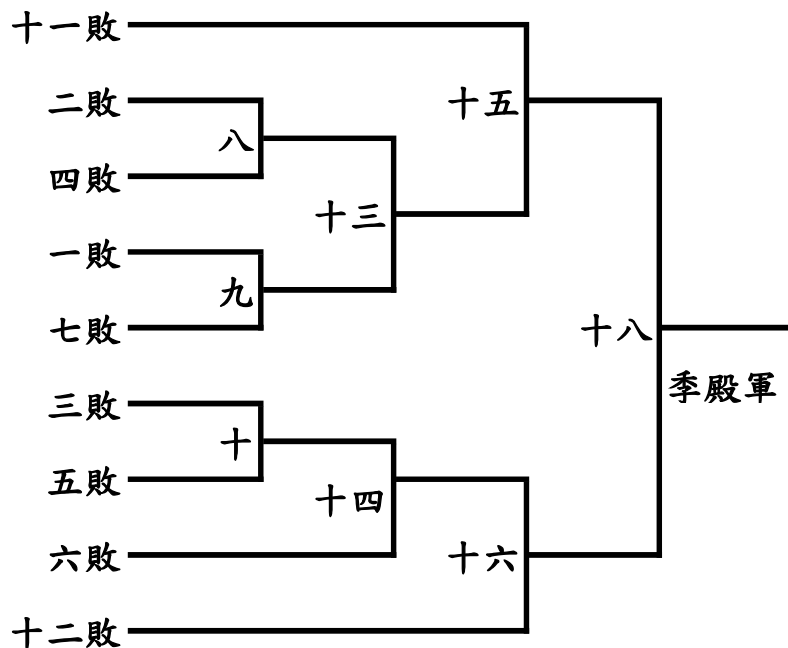 十一敗
二敗
八
四敗
一敗
九
七敗
三敗
十
五敗
六敗
十二敗
十三
十四
十五
十六
十八
季殿軍